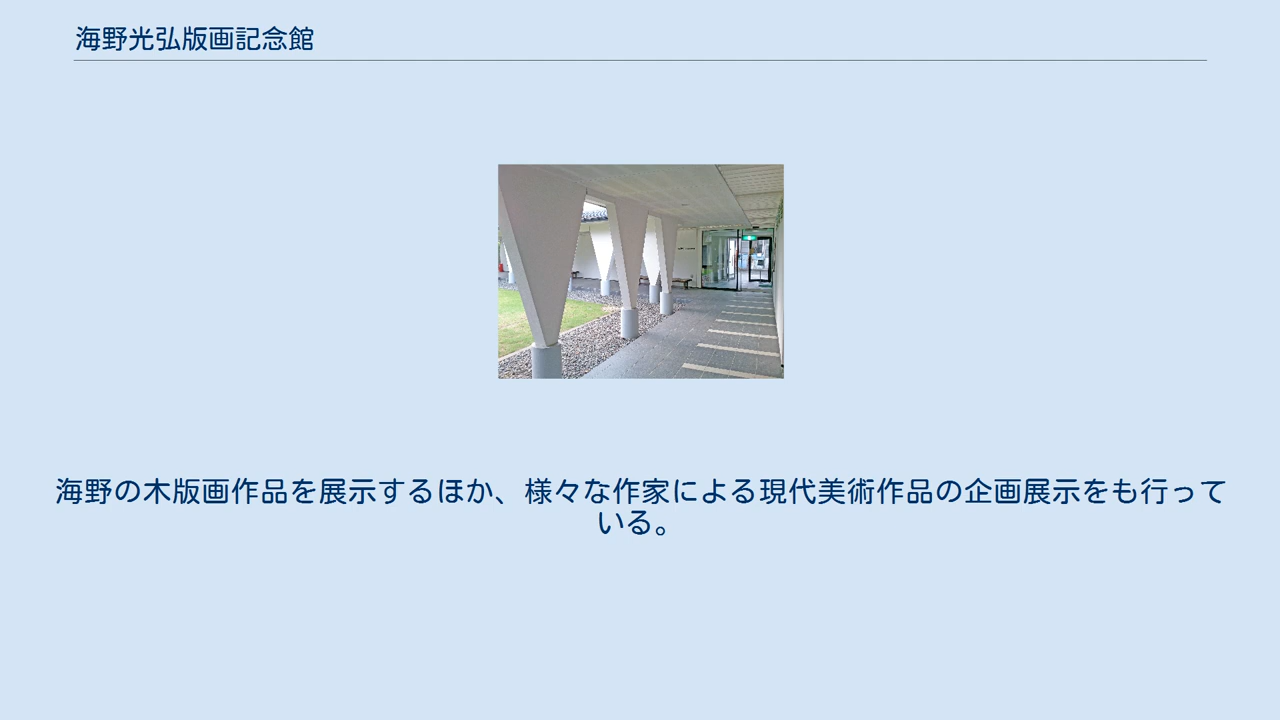 海野光弘版画記念館
海野の木版画作品を展示するほか、様々な作家による現代美術作品の企画展示をも行って
いる。